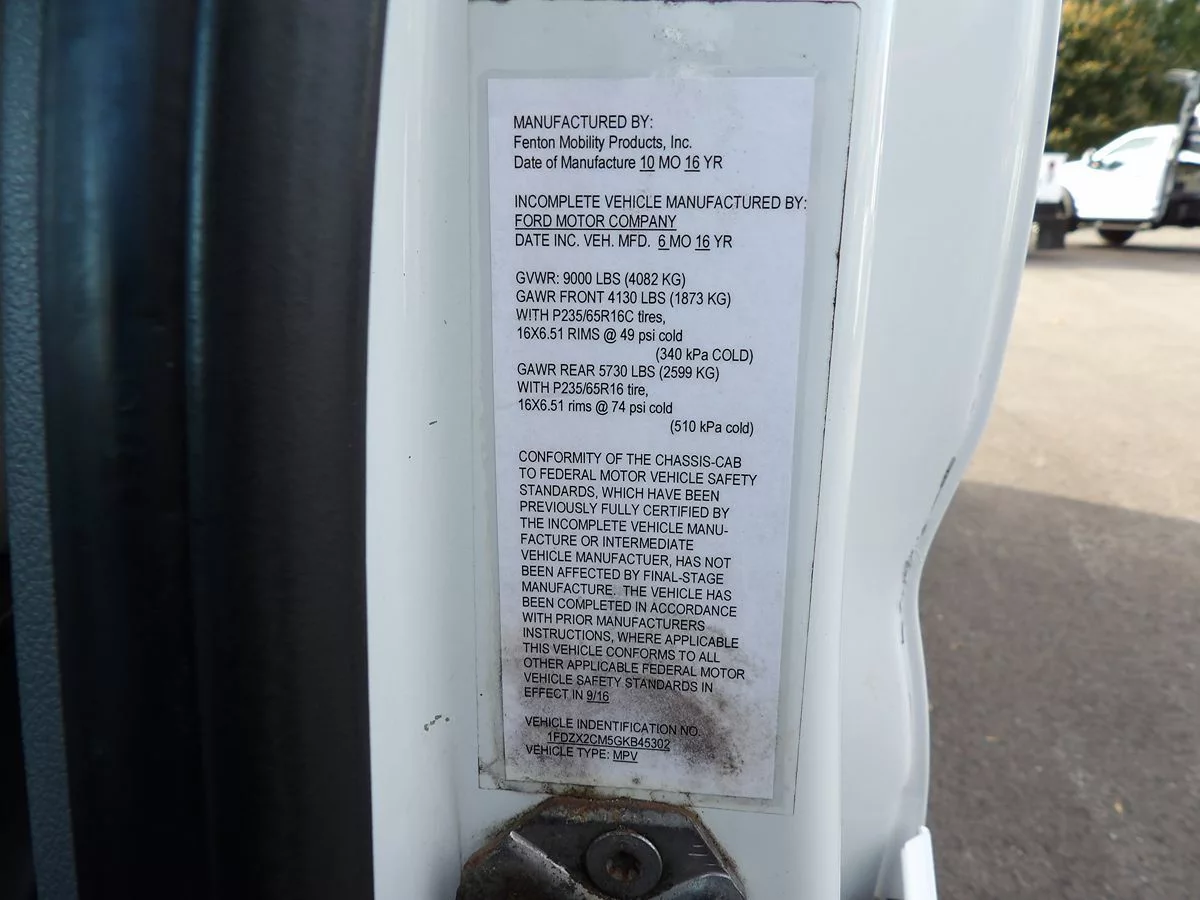 MANUFACTURED BY:
Fenton Mobility Products, Inc.
Date of Manufacture 10 MO 16 YR
INCOMPLETE VEHICLE MANUFACTURED BY:
FORD MOTOR COMPANY
DATE INC. VEH. MFD. 6 MO 16 YR
GVWR: 9000 LBS (4082 KG)
GAWR FRONT 4130 LBS (1873 KG)
WITH P235/65R16C tires,
16X6.51 RIMS @ 49 psi cold
(340 kPa COLD)
GAWR REAR 5730 LBS (2599 KG)
WITH P235/65R16 tire,
16X6.51 rims @ 74 psi cold
(510 kPa cold)
CONFORMITY OF THE CHASSIS-CAB
TO FEDERAL MOTOR VEHICLE SAFETY
STANDARDS, WHICH HAVE BEEN
PREVIOUSLY FULLY CERTIFIED BY
THE INCOMPLETE VEHICLE MANU-
FACTURE OR INTERMEDIATE
VEHICLE MANUFACTUER, HAS NOT
BEEN AFFECTED BY FINAL-STAGE
MANUFACTURE. THE VEHICLE HAS
BEEN COMPLETED IN ACCORDANCE
WITH PRIOR MANUFACTURERS
INSTRUCTIONS, WHERE APPLICABLE
THIS VEHICLE CONFORMS TO ALL
OTHER APPLICABLE FEDERAL MOTOR
VEHICLE SAFETY STANDARDS IN
EFFECT IN 9/16
VEHICLE INDENTIFICATION NO.
1FDZX2CM5GKB45302
VEHICLE TYPE: MPV